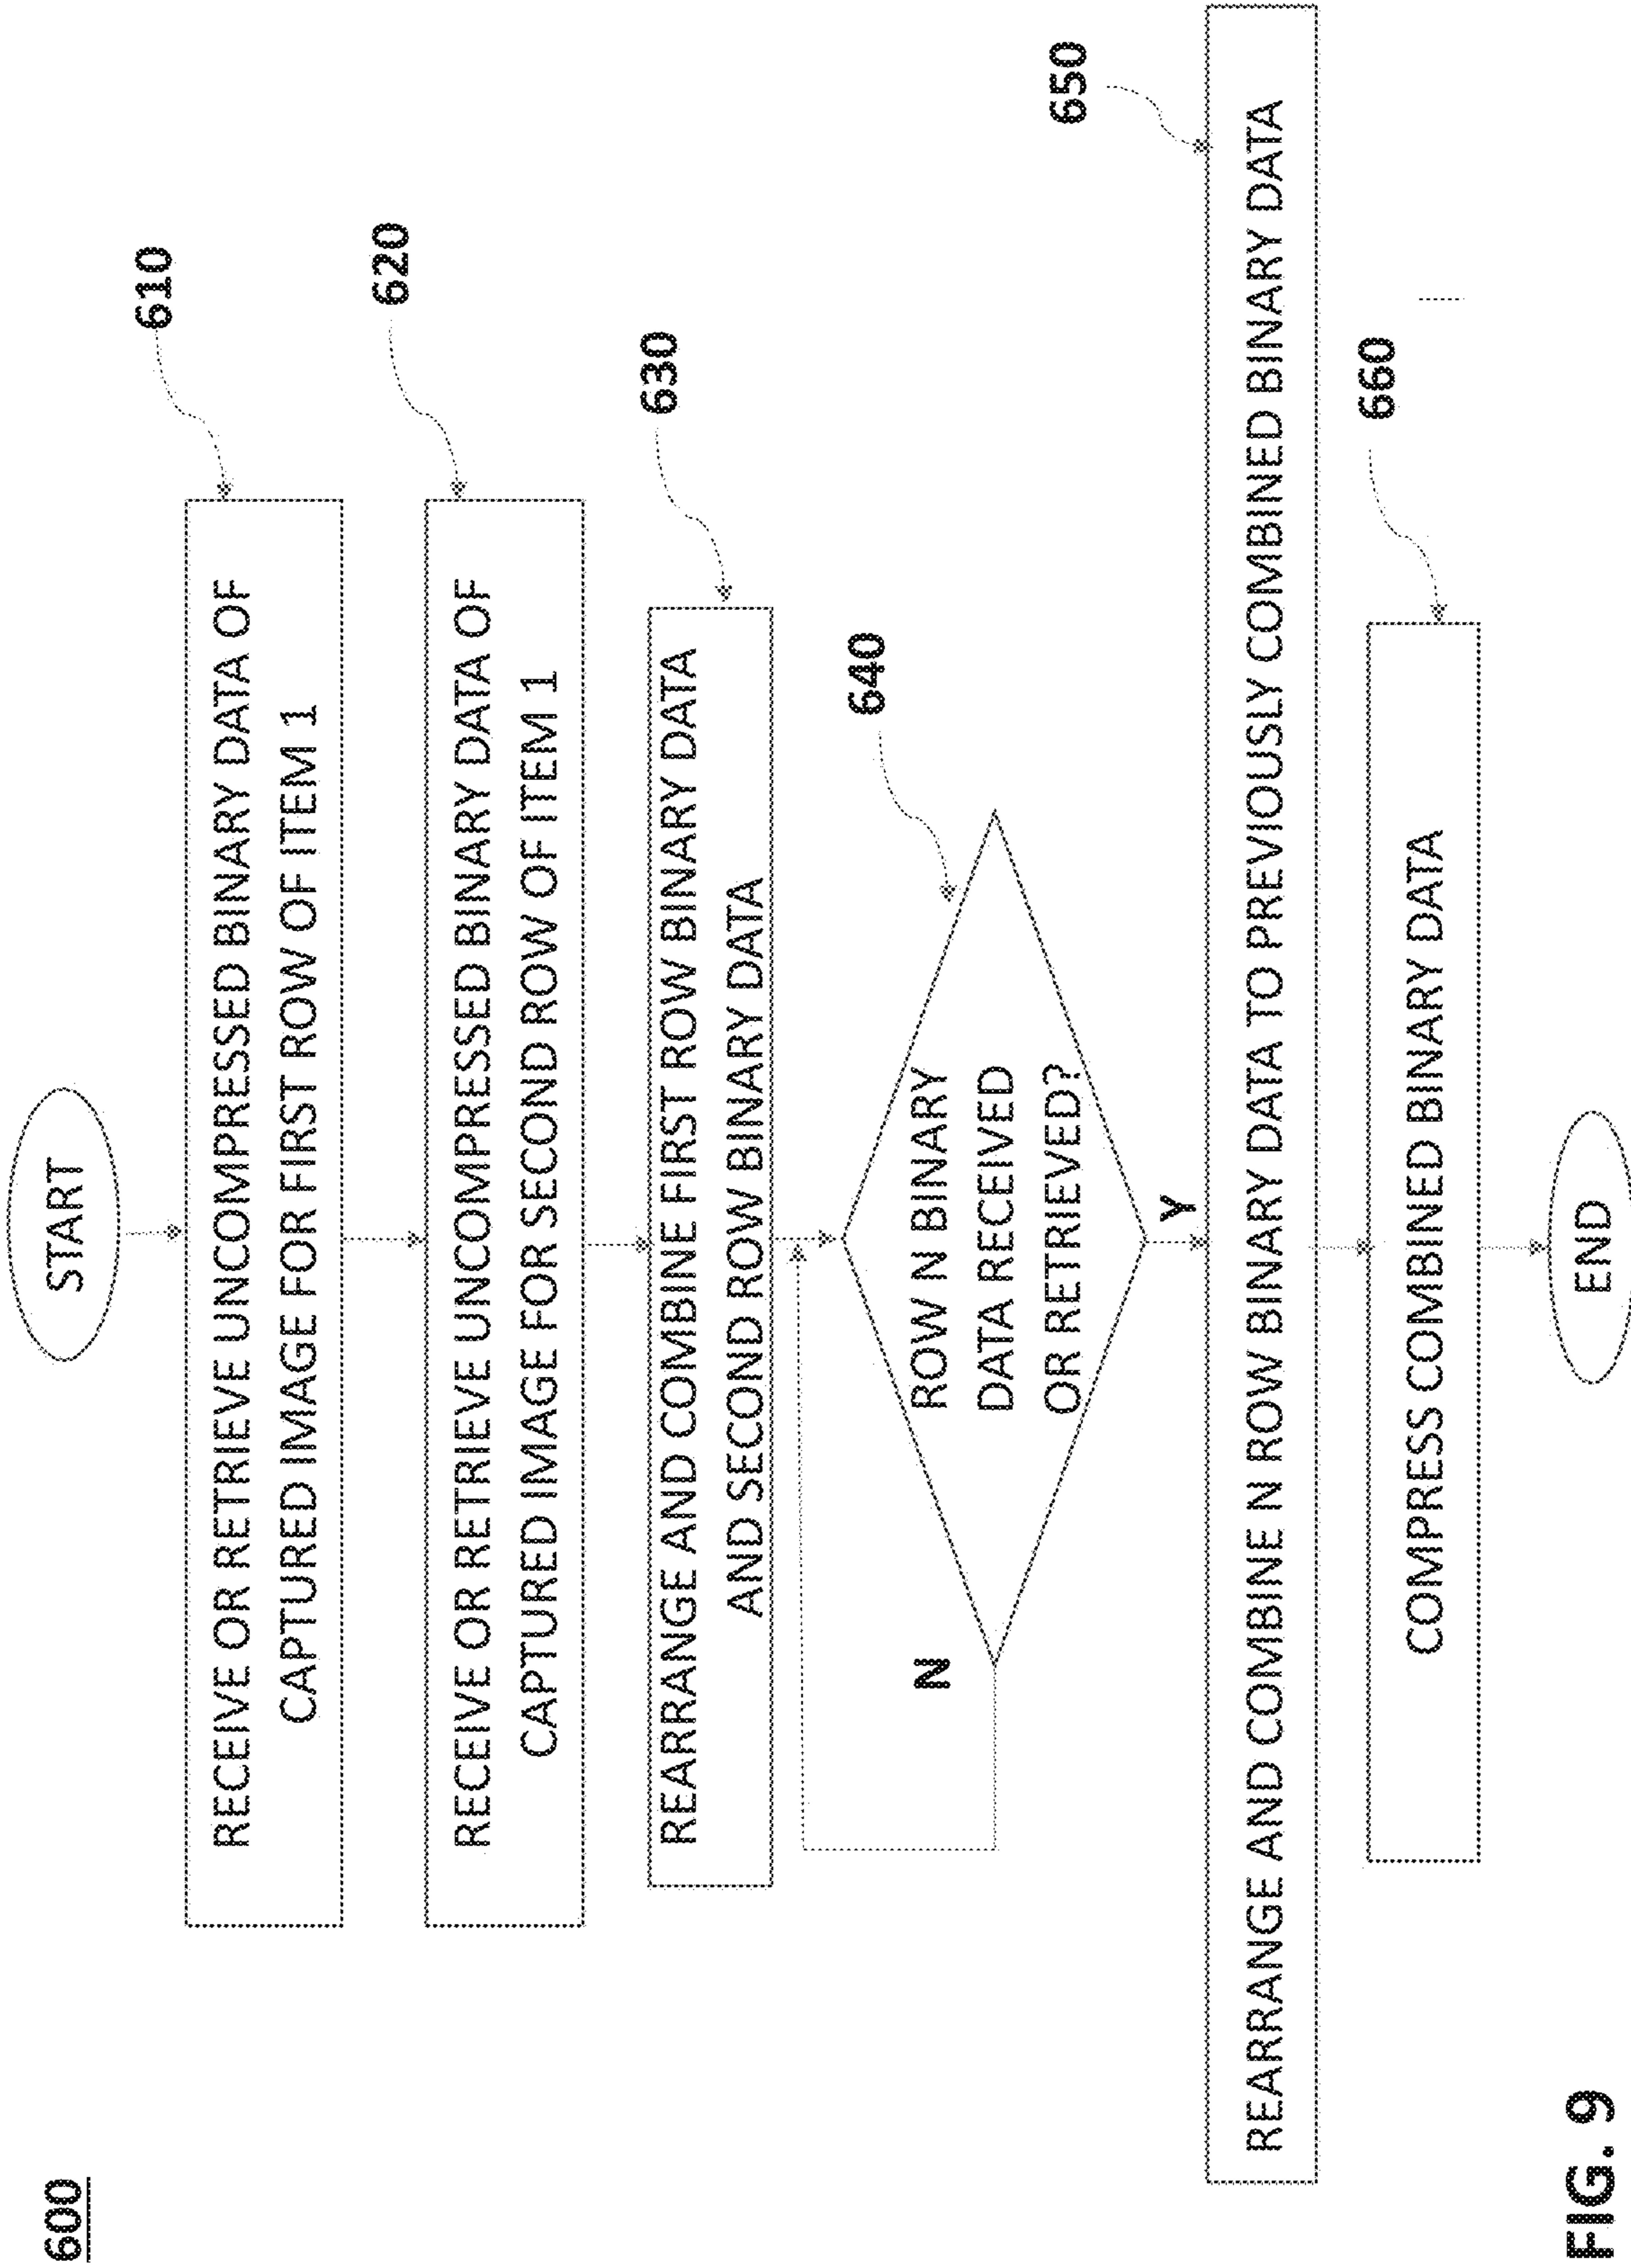 600
START
610
RECEIVE OR RETRIEVE UNCOMPRESSED BINARY DATA OF
CAPTURED IMAGE FOR FIRST ROW OF ITEM 1
620
RECEIVE OR RETRIEVE UNCOMPRESSED BINARY DATA OF
CAPTURED IMAGE FOR SECOND ROW OF ITEM 1
630
REARRANGE AND COMBINE FIRST ROW BINARY DATA
AND SECOND ROW BINARY DATA
640
ROW N BINARY
DATA RECEIVED
OR RETRIEVED?
N
Y
650
REARRANGE AND COMBINE N ROW BINARY DATA TO PREVIOUSLY COMBINED BINARY DATA
660
COMPRESS COMBINED BINARY DATA
END
FIG. 9